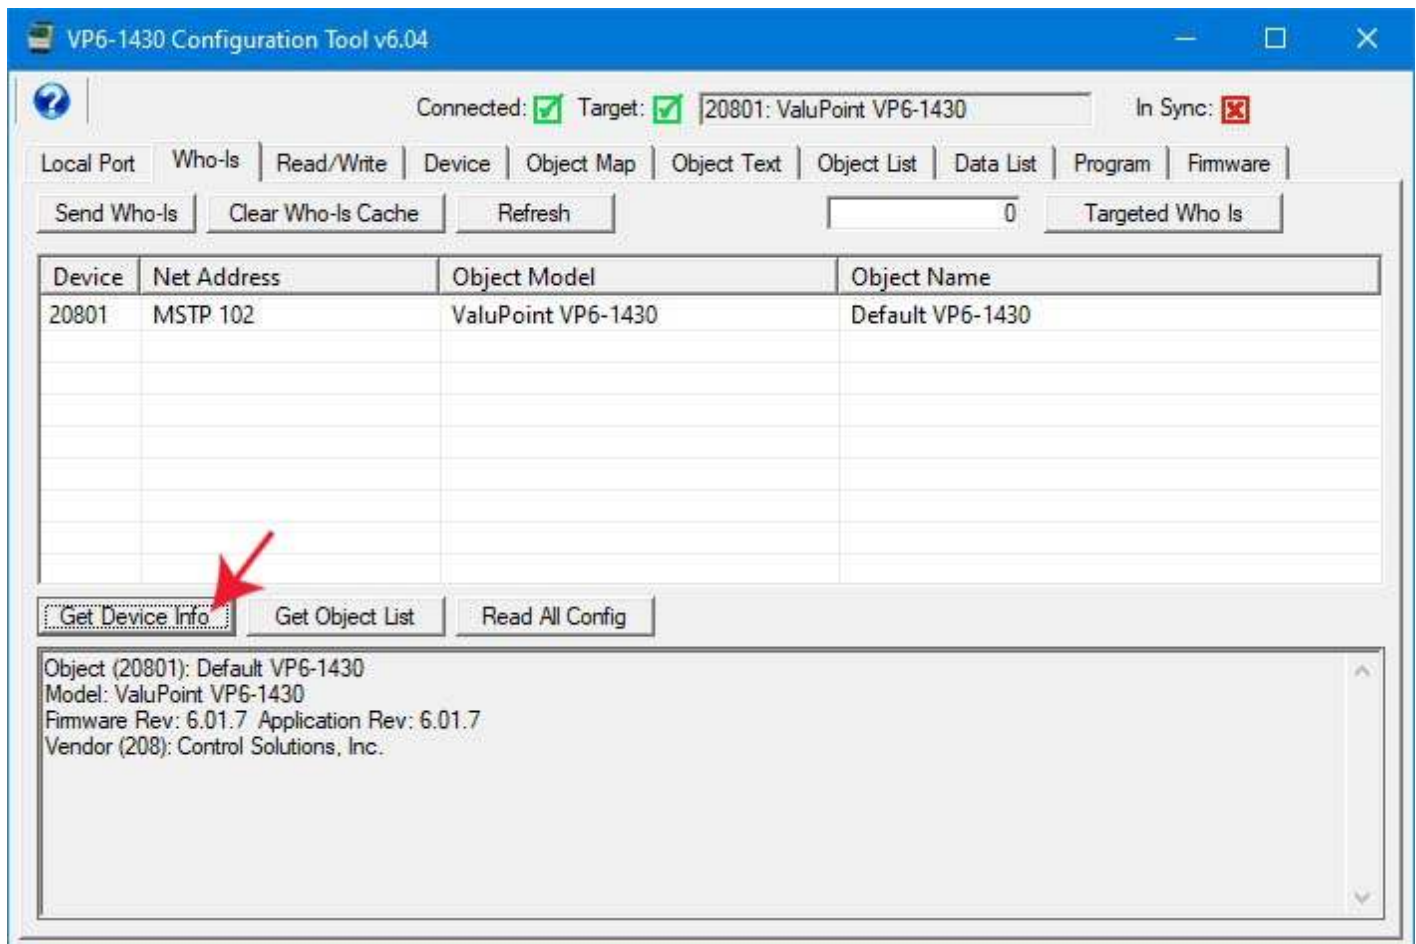 VP6-1430 Configuration Tool v6.04
Connected: Target: 20801: ValuPoint VP6-1430 In Sync:
Local Port Who-Is Read/Write Device Object Map Object Text Object List Data List Program Firmware
Send Who-Is Clear Who-Is Cache Refresh 0 Targeted Who Is
Device Net Address Object Model Object Name
20801 MSTP 102 ValuPoint VP6-1430 Default VP6-1430
Get Device Info Get Object List Read All Config
Object (20801): Default VP6-1430
Model: ValuPoint VP6-1430
Firmware Rev: 6.01.7 Application Rev: 6.01.7
Vendor (208): Control Solutions, Inc.